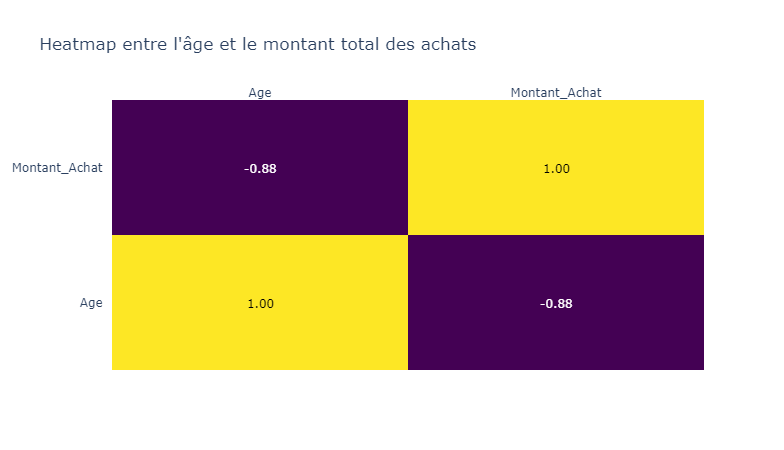 Heatmap entre l'âge et le montant total des achats
Age Montant_Achat
Montant_Achat -0.88 1.00
Age 1.00 -0.88